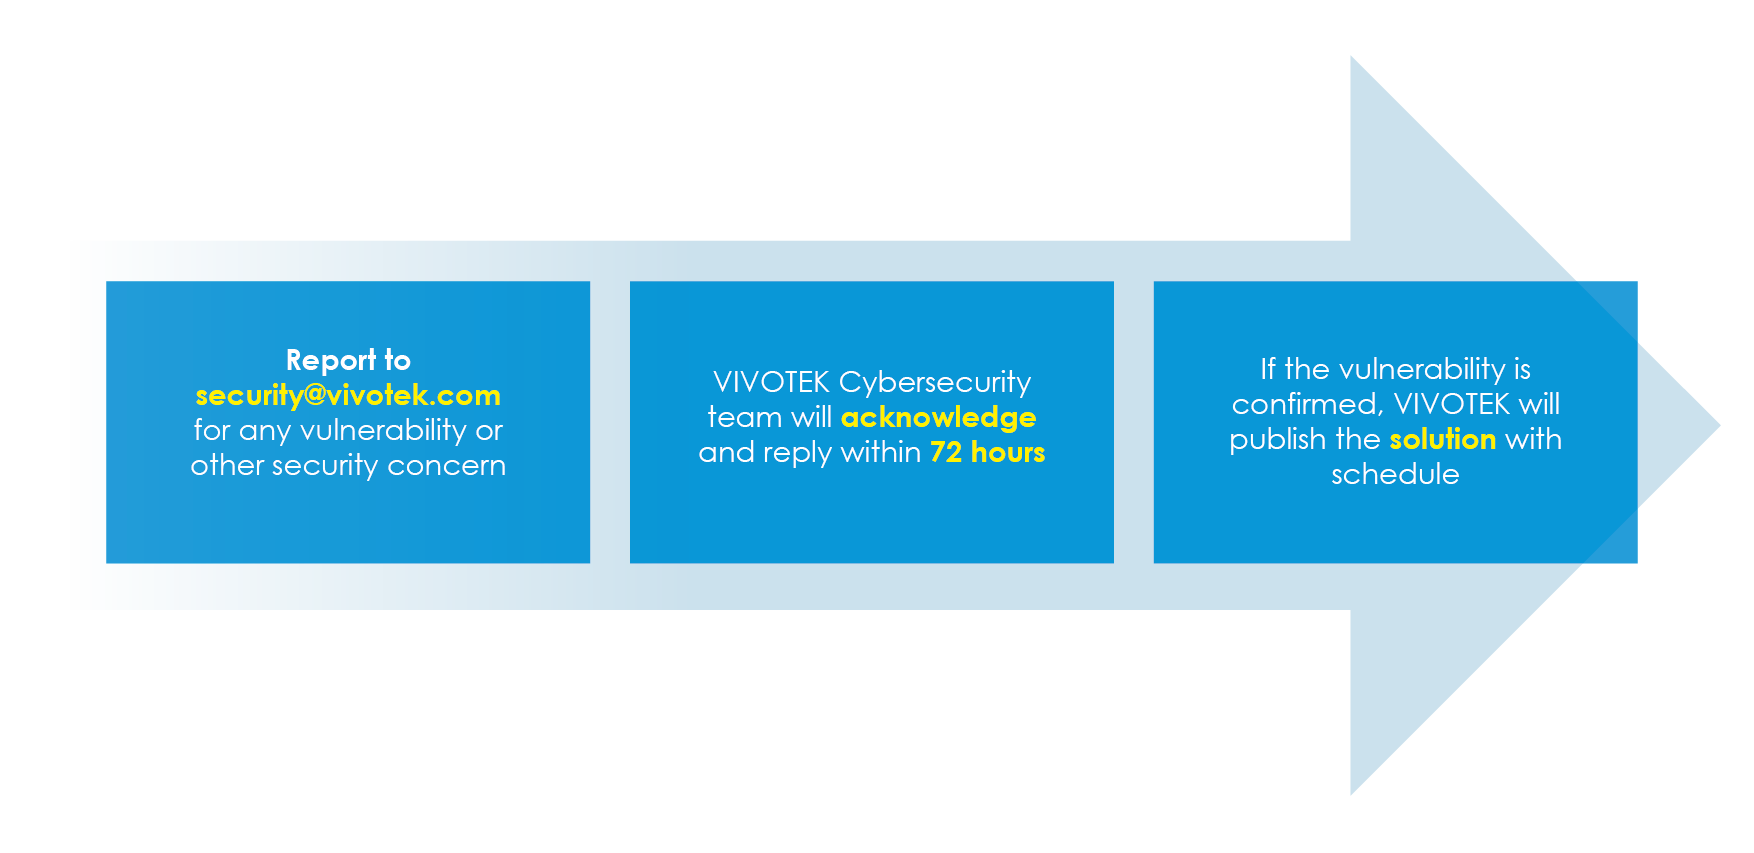 Report to
security@vivotek.com
for any vulnerability or
other security concern
VIVOTEK Cybersecurity
team will acknowledge
and reply within 72 hours
If the vulnerability is
confirmed, VIVOTEK will
publish the solution with
schedule